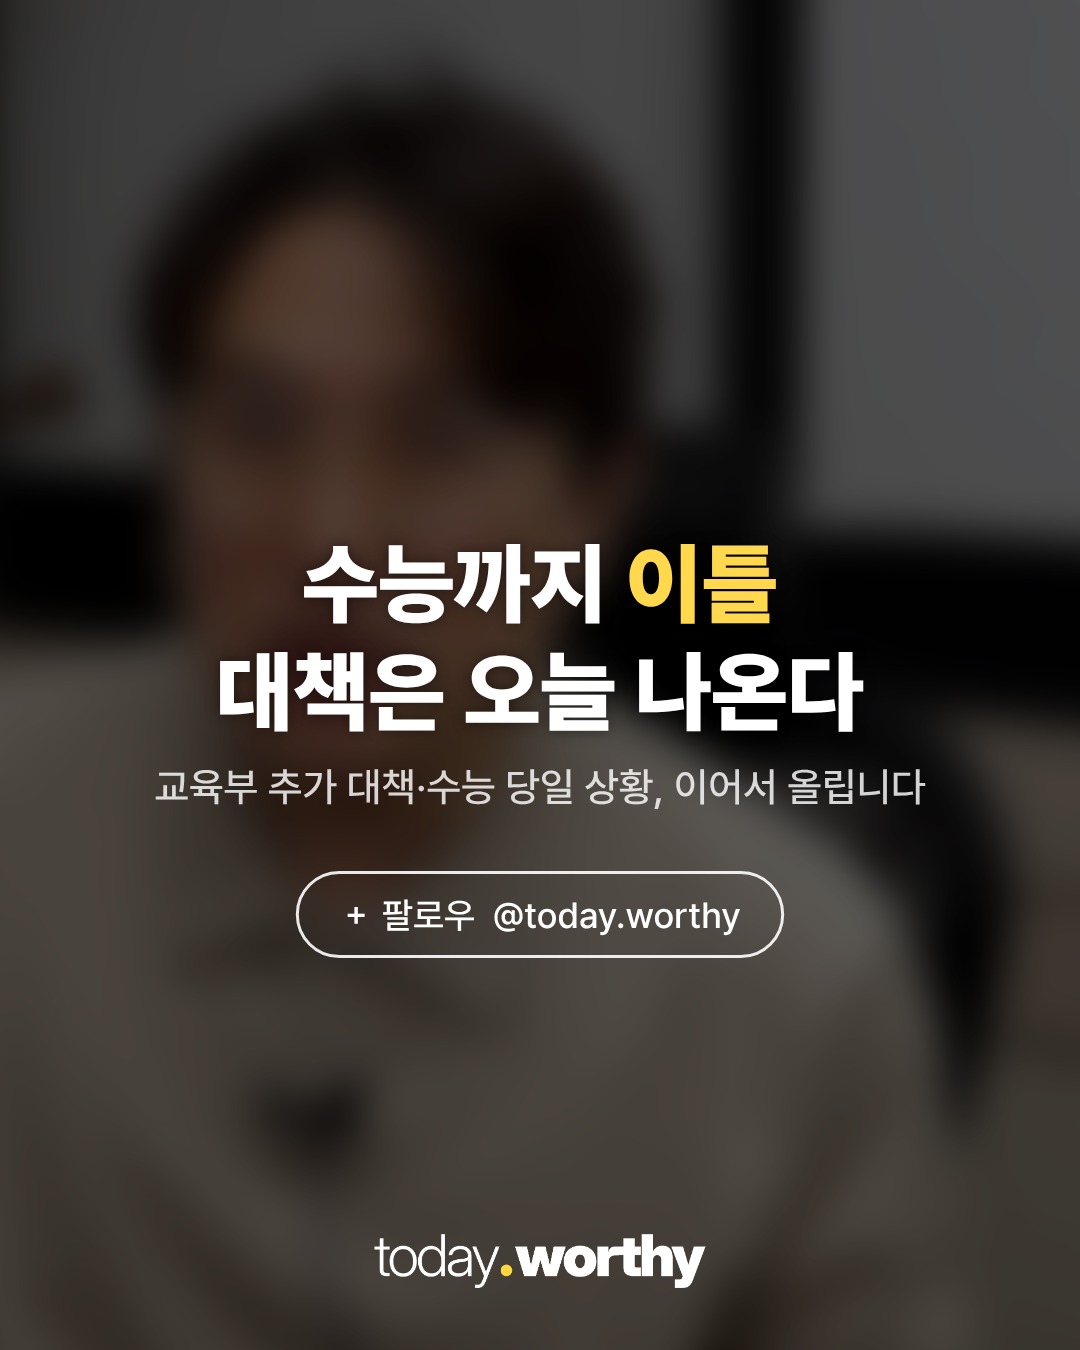 수능까지 이틀
대책은 오늘 나온다
교육부 추가 대책·수능 당일 상황, 이어서 올립니다
+ 팔로우 @today.worthy
today.worthy